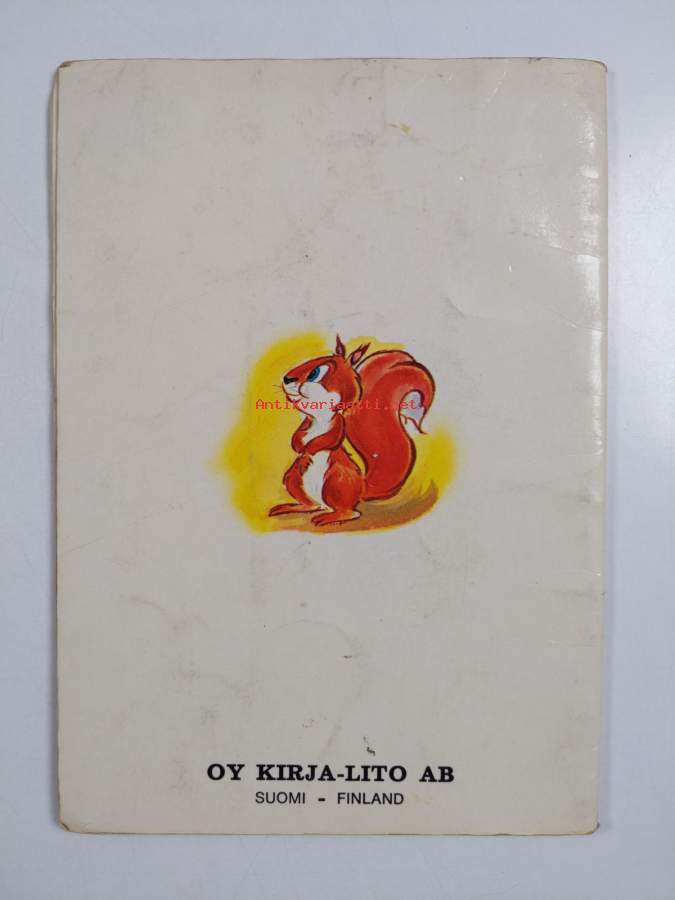 Antikvariaatti.net
OY KIRJA-LITO AB
SUOMI - FINLAND